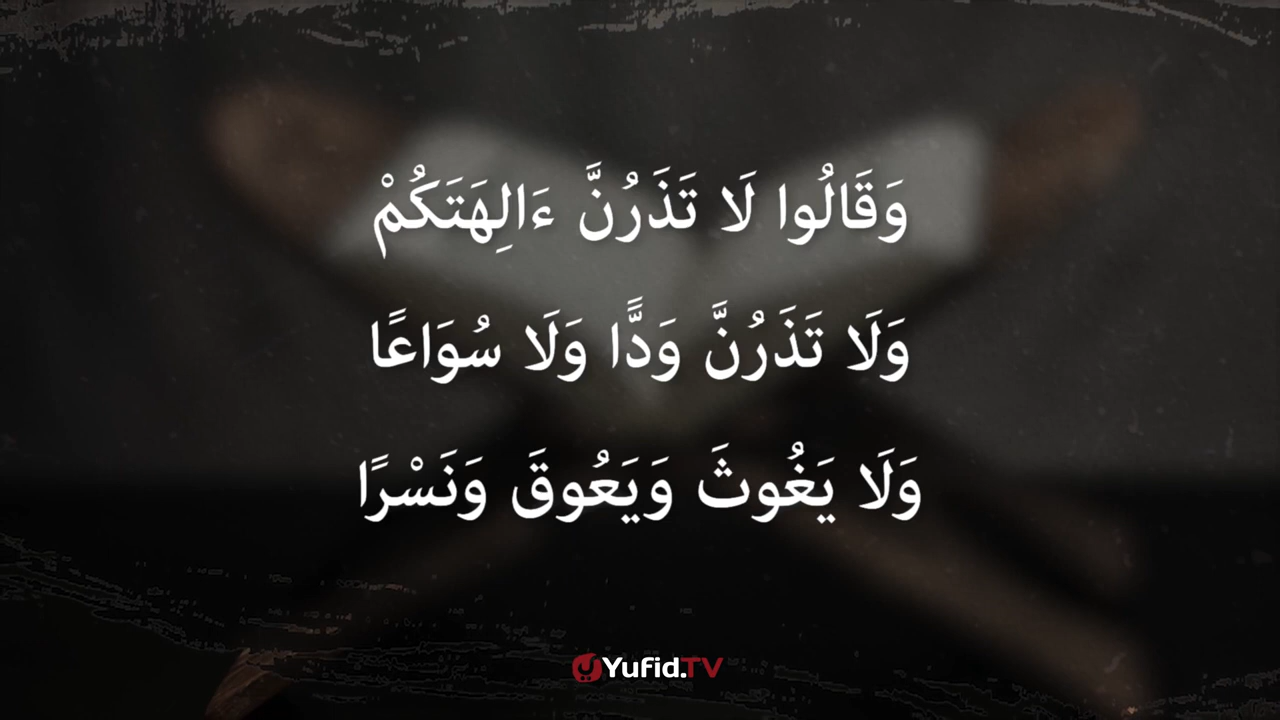 وَقَالُوا لَا تَذَرُنَّ ءَالِهَتَكُمْ
وَلَا تَذَرُنَّ وَدًّا وَلَا سُوَاعًا
وَلَا يَغُوثَ وَيَعُوقَ وَنَسْرًا
Yufid.TV